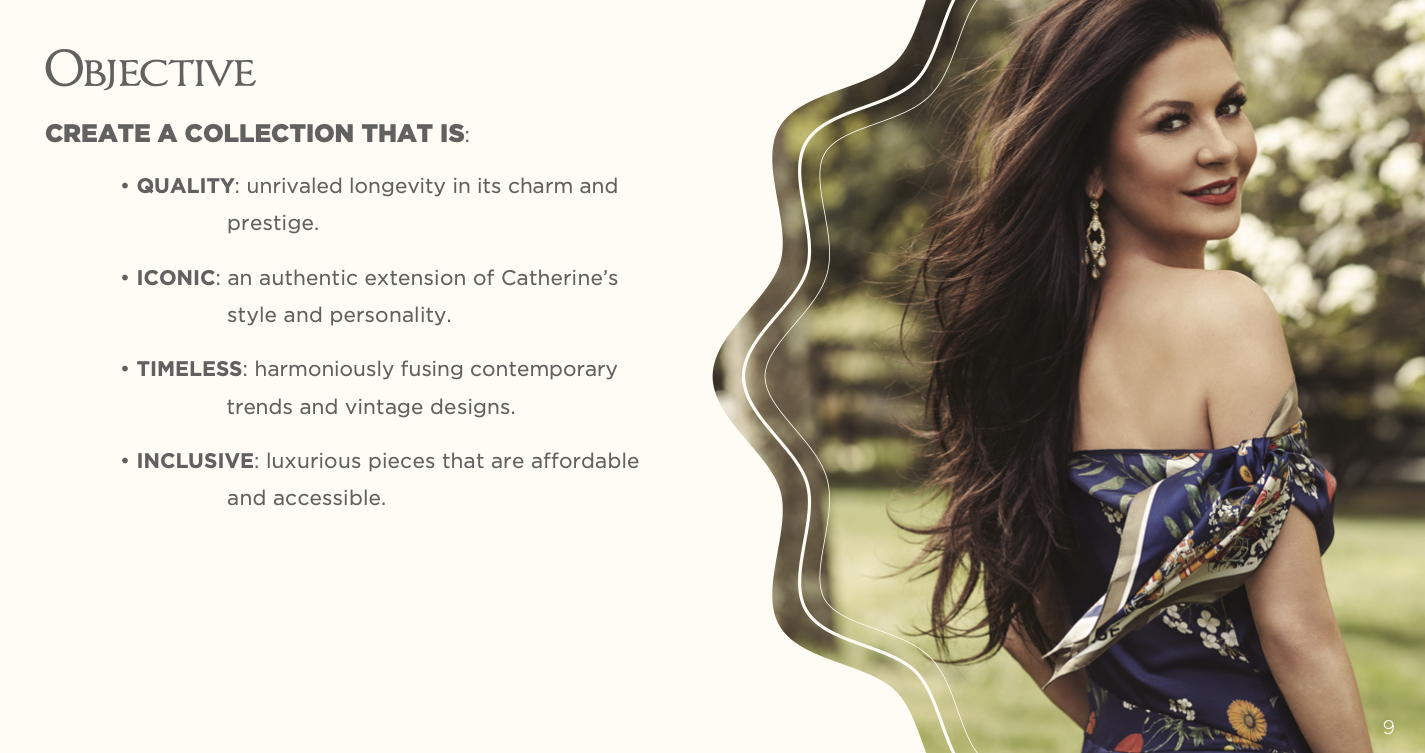 OBJECTIVE
CREATE A COLLECTION THAT IS:
• QUALITY: unrivaled longevity in its charm and
prestige.
• ICONIC: an authentic extension of Catherine’s
style and personality.
• TIMELESS: harmoniously fusing contemporary
trends and vintage designs.
• INCLUSIVE: luxurious pieces that are affordable
and accessible.
9